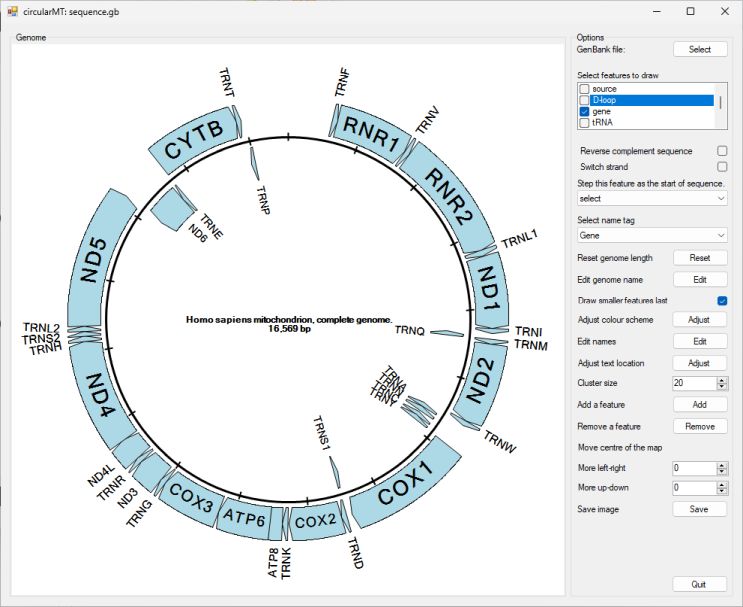 circularMT: sequence.gb
Genome
TRNT
TRNF
CYTB
RNR1
TRNV
RNR2
TRNP
TRNE
ND6
TRNL1
ND5
ND1
Homo sapiens mitochondrion, complete genome.
16,569 bp
TRNL2
TRNS2
TRNH
TRNQ
TRNI
TRNM
ND4
ND2
TRNA
TRNW
TRNS1
COX1
ND4L
TRNR
ND3
TRNG
COX3
ATP6
ATP8
TRNK
COX2
TRND
Options
GenBank file:
Select
Select features to draw
source
D-loop
gene
tRNA
Reverse complement sequence
Switch strand
Step this feature as the start of sequence.
select
Select name tag
Gene
Reset genome length
Reset
Edit genome name
Edit
Draw smaller features last
Adjust colour scheme
Adjust
Edit names
Edit
Adjust text location
Adjust
Cluster size
20
Add a feature
Add
Remove a feature
Remove
Move centre of the map
More left-right
0
More up-down
0
Save image
Save
Quit